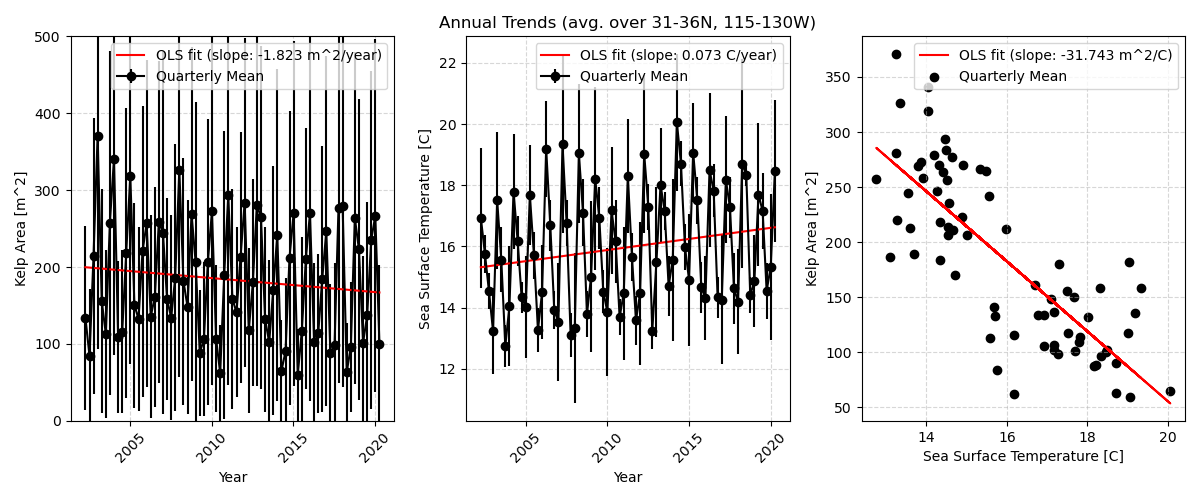 Annual Trends (avg. over 31-36N, 115-130W)
Kelp Area [m^2]
500
400
300
200
100
0
OLS fit (slope: -1.823 m^2/year)
Quarterly Mean
2005
2010
2015
2020
Year
Sea Surface Temperature [C]
22
20
18
16
14
12
OLS fit (slope: 0.073 C/year)
Quarterly Mean
2005
2010
2015
2020
Year
Kelp Area [m^2]
350
300
250
200
150
100
50
OLS fit (slope: -31.743 m^2/C)
Quarterly Mean
14
16
18
20
Sea Surface Temperature [C]